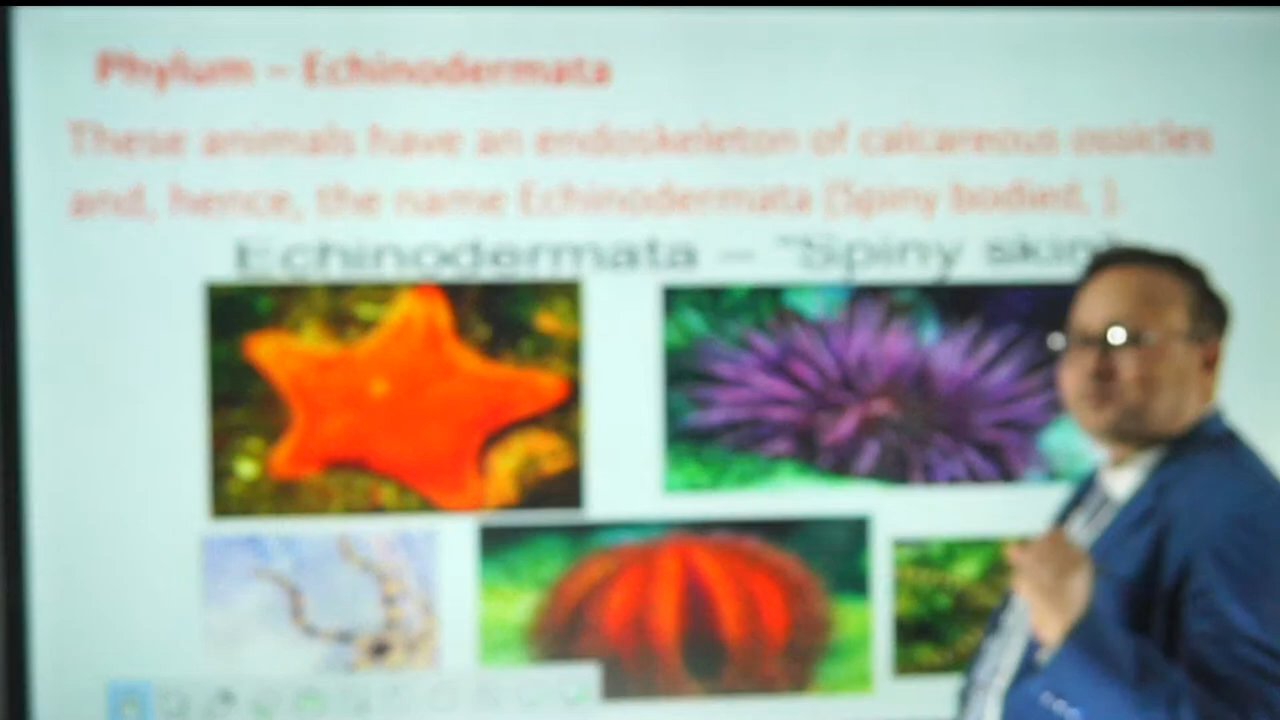 Phylum – Echinodermata
These animals have an endoskeleton of calcareous ossicles
and, hence, the name Echinodermata [Spiny bodied, ].
Echinodermata – "Spiny skin"